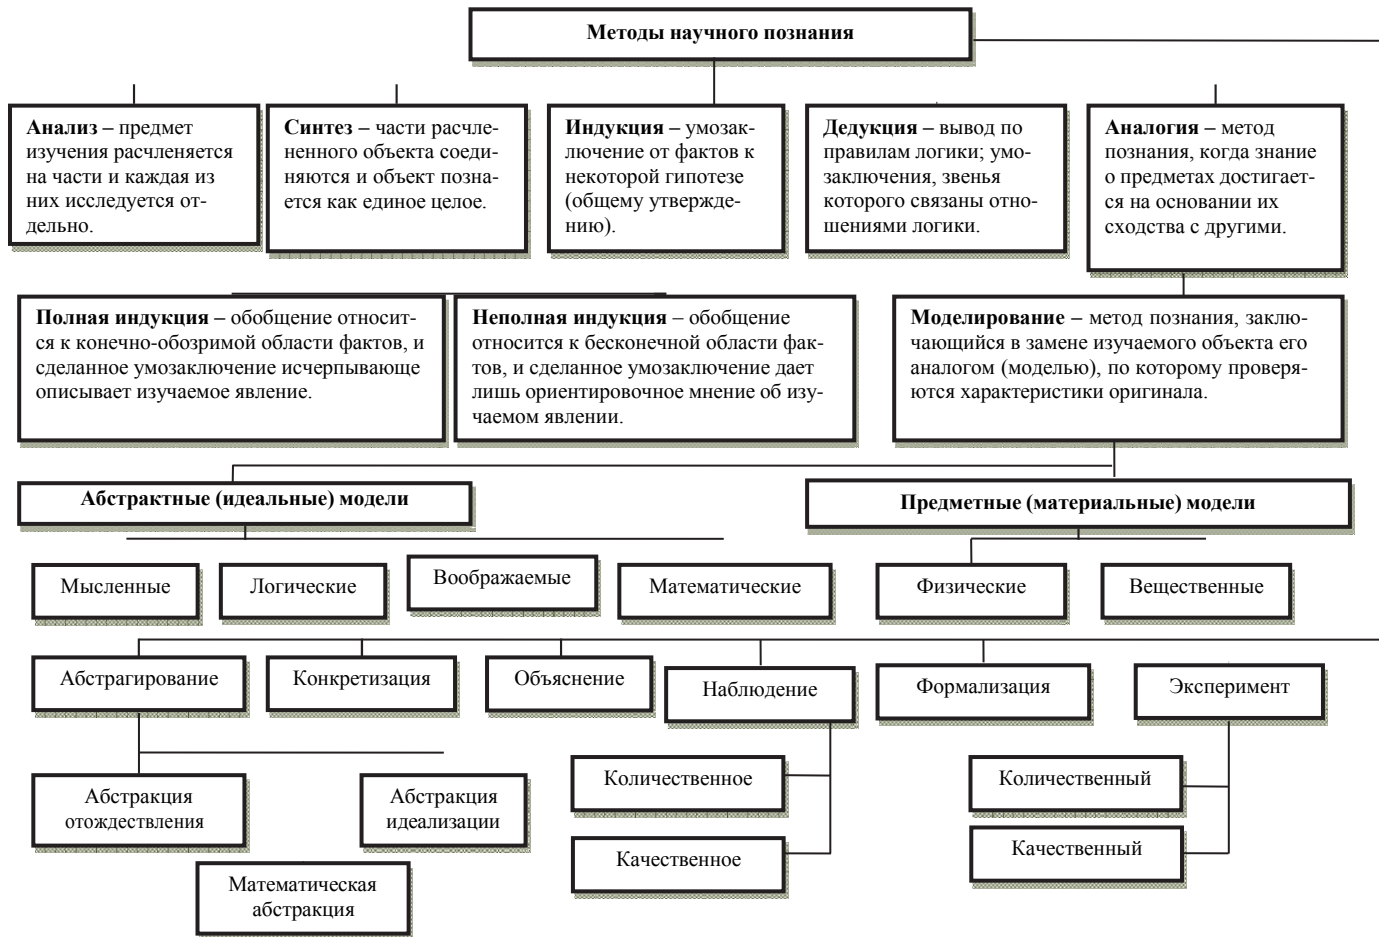 Методы научного познания
Анализ – предмет
изучения расчленяется
на части и каждая из
них исследуется от-
дельно.
Синтез – части расчле-
ненного объекта соеди-
няются и объект позна-
ется как единое целое.
Индукция – умозак-
лючение от фактов к
некоторой гипотезе
(общему утвержде-
нию).
Дедукция – вывод по
правилам логики; умо-
заключения, звенья
которого связаны отно-
шениями логики.
Аналогия – метод
познания, когда знание
о предметах достигает-
ся на основании их
сходства с другими.
Полная индукция – обобщение относит-
ся к конечно-обозримой области фактов, и
сделанное умозаключение исчерпывающе
описывает изучаемое явление.
Неполная индукция – обобщение
относится к бесконечной области фак-
тов, и сделанное умозаключение дает
лишь ориентировочное мнение об изу-
чаемом явлении.
Моделирование – метод познания, заклю-
чающийся в замене изучаемого объекта его
аналогом (моделью), по которому проверя-
ются характеристики оригинала.
Абстрактные (идеальные) модели
Предметные (материальные) модели
Мысленные
Логические
Воображаемые
Математические
Физические
Вещественные
Абстрагирование
Конкретизация
Объяснение
Наблюдение
Формализация
Эксперимент
Абстракция
отождествления
Абстракция
идеализации
Количественное
Количественный
Качественное
Качественный
Математическая
абстракция